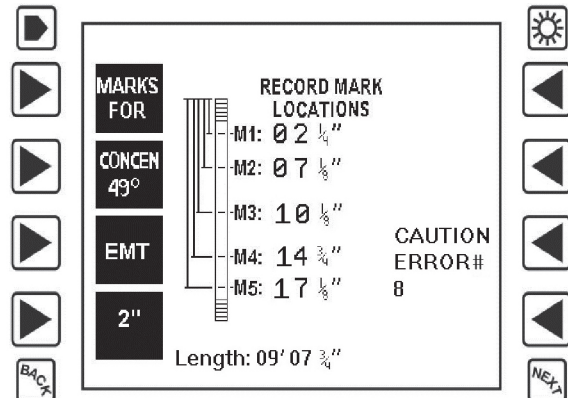 MARKS
FOR
CONCEN
49°
EMT
2"
RECORD MARK
LOCATIONS
M1: 02 ¼"
M2: 07 ⅛"
M3: 10 ⅛"
M4: 14 ¾"
M5: 17 ⅛"
CAUTION
ERROR#
8
Length: 09' 07 ¾"
BACK
NEXT